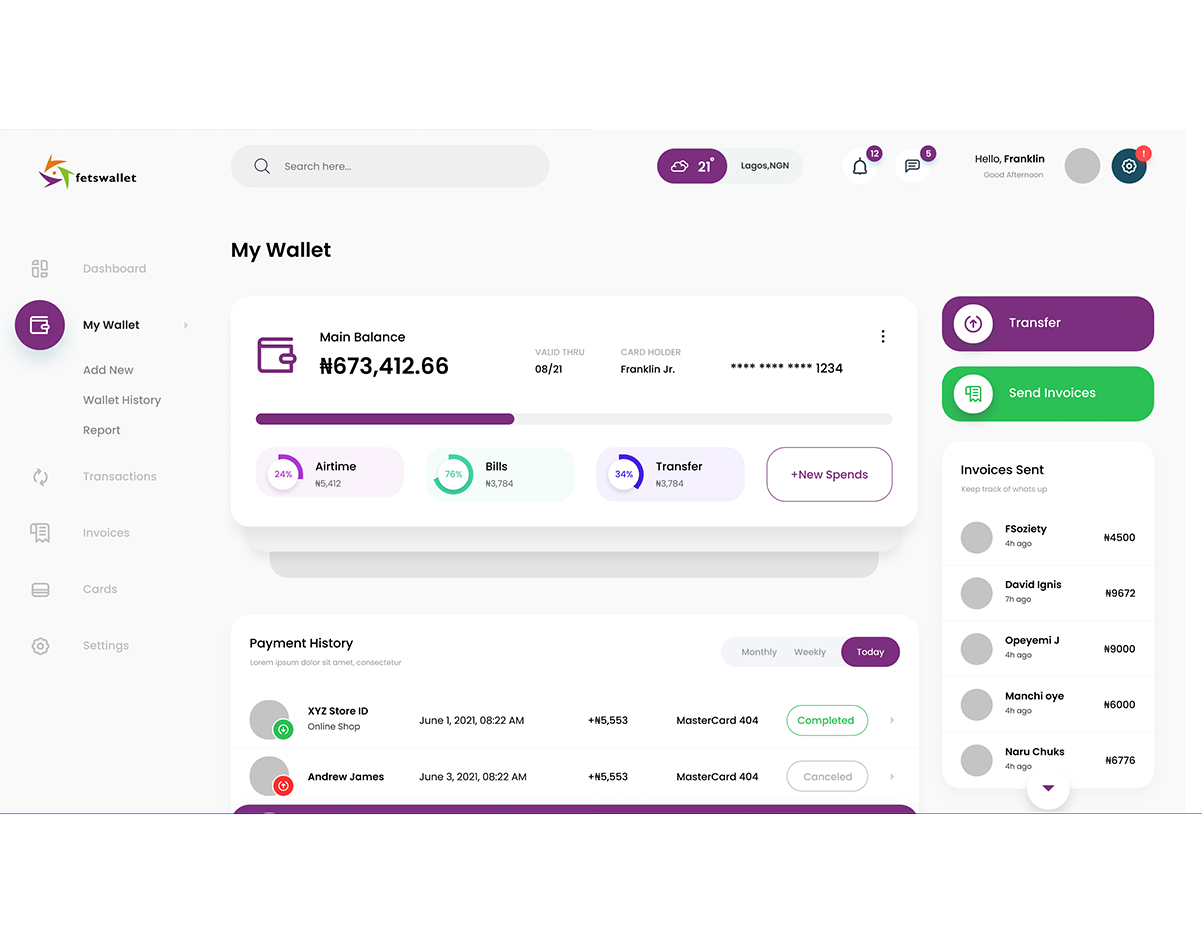 fetswallet
Search here...
21°
Lagos,NGN
12
5
Hello, Franklin
Good Afternoon
!
My Wallet
Dashboard
My Wallet
Add New
Wallet History
Report
Transactions
Invoices
Cards
Settings
Main Balance
₦673,412.66
VALID THRU
08/21
CARD HOLDER
Franklin Jr.
**** **** **** 1234
24%
Airtime
₦5,412
76%
Bills
₦3,784
34%
Transfer
₦3,784
+New Spends
Transfer
Send Invoices
Invoices Sent
Keep track of whats up
FSoziety
4h ago
₦4500
David Ignis
7h ago
₦9672
Opeyemi J
4h ago
₦9000
Manchi oye
4h ago
₦6000
Naru Chuks
4h ago
₦6776
Payment History
Lorem ipsum dolor sit amet, consectetur
Monthly
Weekly
Today
XYZ Store ID
Online Shop
June 1, 2021, 08:22 AM
+₦5,553
MasterCard 404
Completed
Andrew James
June 3, 2021, 08:22 AM
+₦5,553
MasterCard 404
Canceled